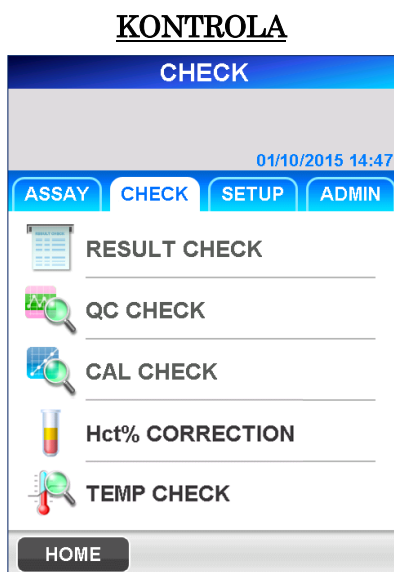 KONTROLA
CHECK
01/10/2015 14:47
ASSAY CHECK SETUP ADMIN
RESULT CHECK
QC CHECK
CAL CHECK
Hct% CORRECTION
TEMP CHECK
HOME